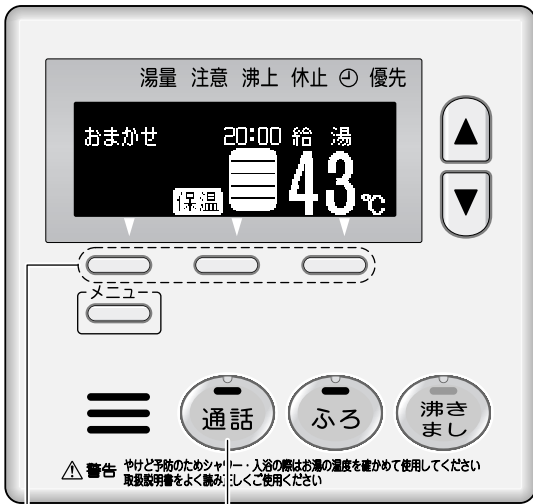 湯量 注意 沸上 休止 優先
おまかせ 20:00 給 湯
保温 43℃
メニュー
通話 ふろ 沸き
まし
警告 やけど予防のためシャワー・入浴の際はお湯の温度を確かめて使用してください
取扱説明書をよく読み正しくご使用ください